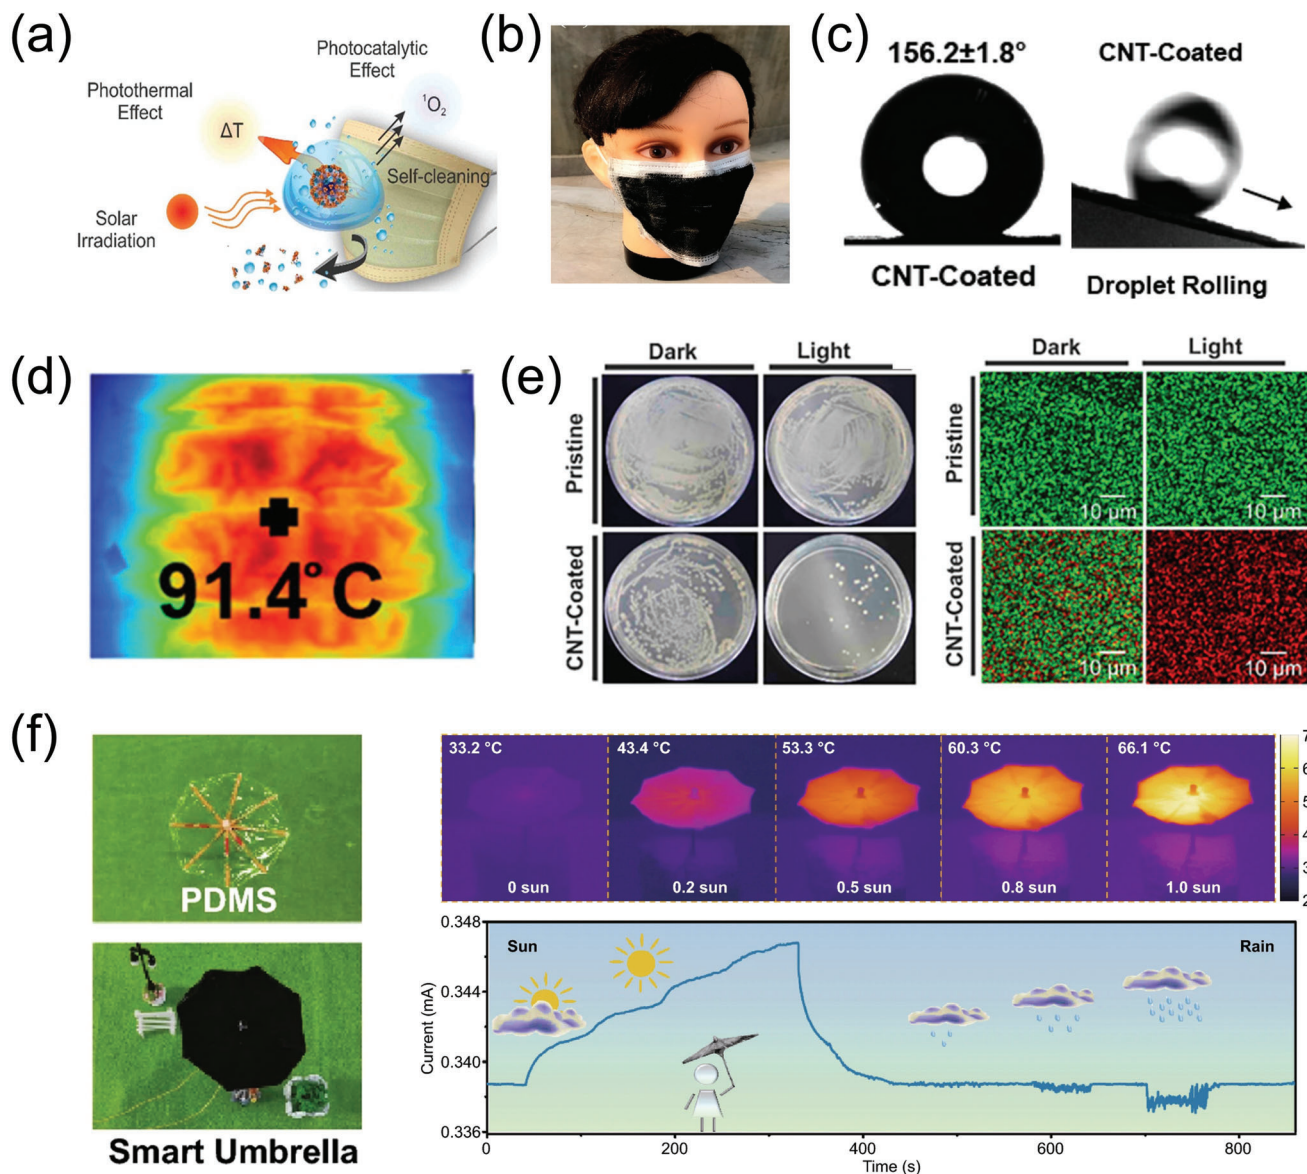 (a)
Photocatalytic
Effect
Photothermal
Effect
¹O₂
ΔT
Self-cleaning
Solar
Irradiation
(b)
(c)
156.2±1.8°
CNT-Coated
CNT-Coated
Droplet Rolling
(d)
91.4°C
(e)
Dark
Light
Pristine
CNT-Coated
Dark
Light
Pristine
10 µm
10 µm
CNT-Coated
10 µm
10 µm
(f)
PDMS
Smart Umbrella
33.2 °C
43.4 °C
53.3 °C
60.3 °C
66.1 °C
0 sun
0.2 sun
0.5 sun
0.8 sun
1.0 sun
Sun
Rain
Current (mA)
0.348
0.344
0.340
0.336
0
200
400
600
800
Time (s)